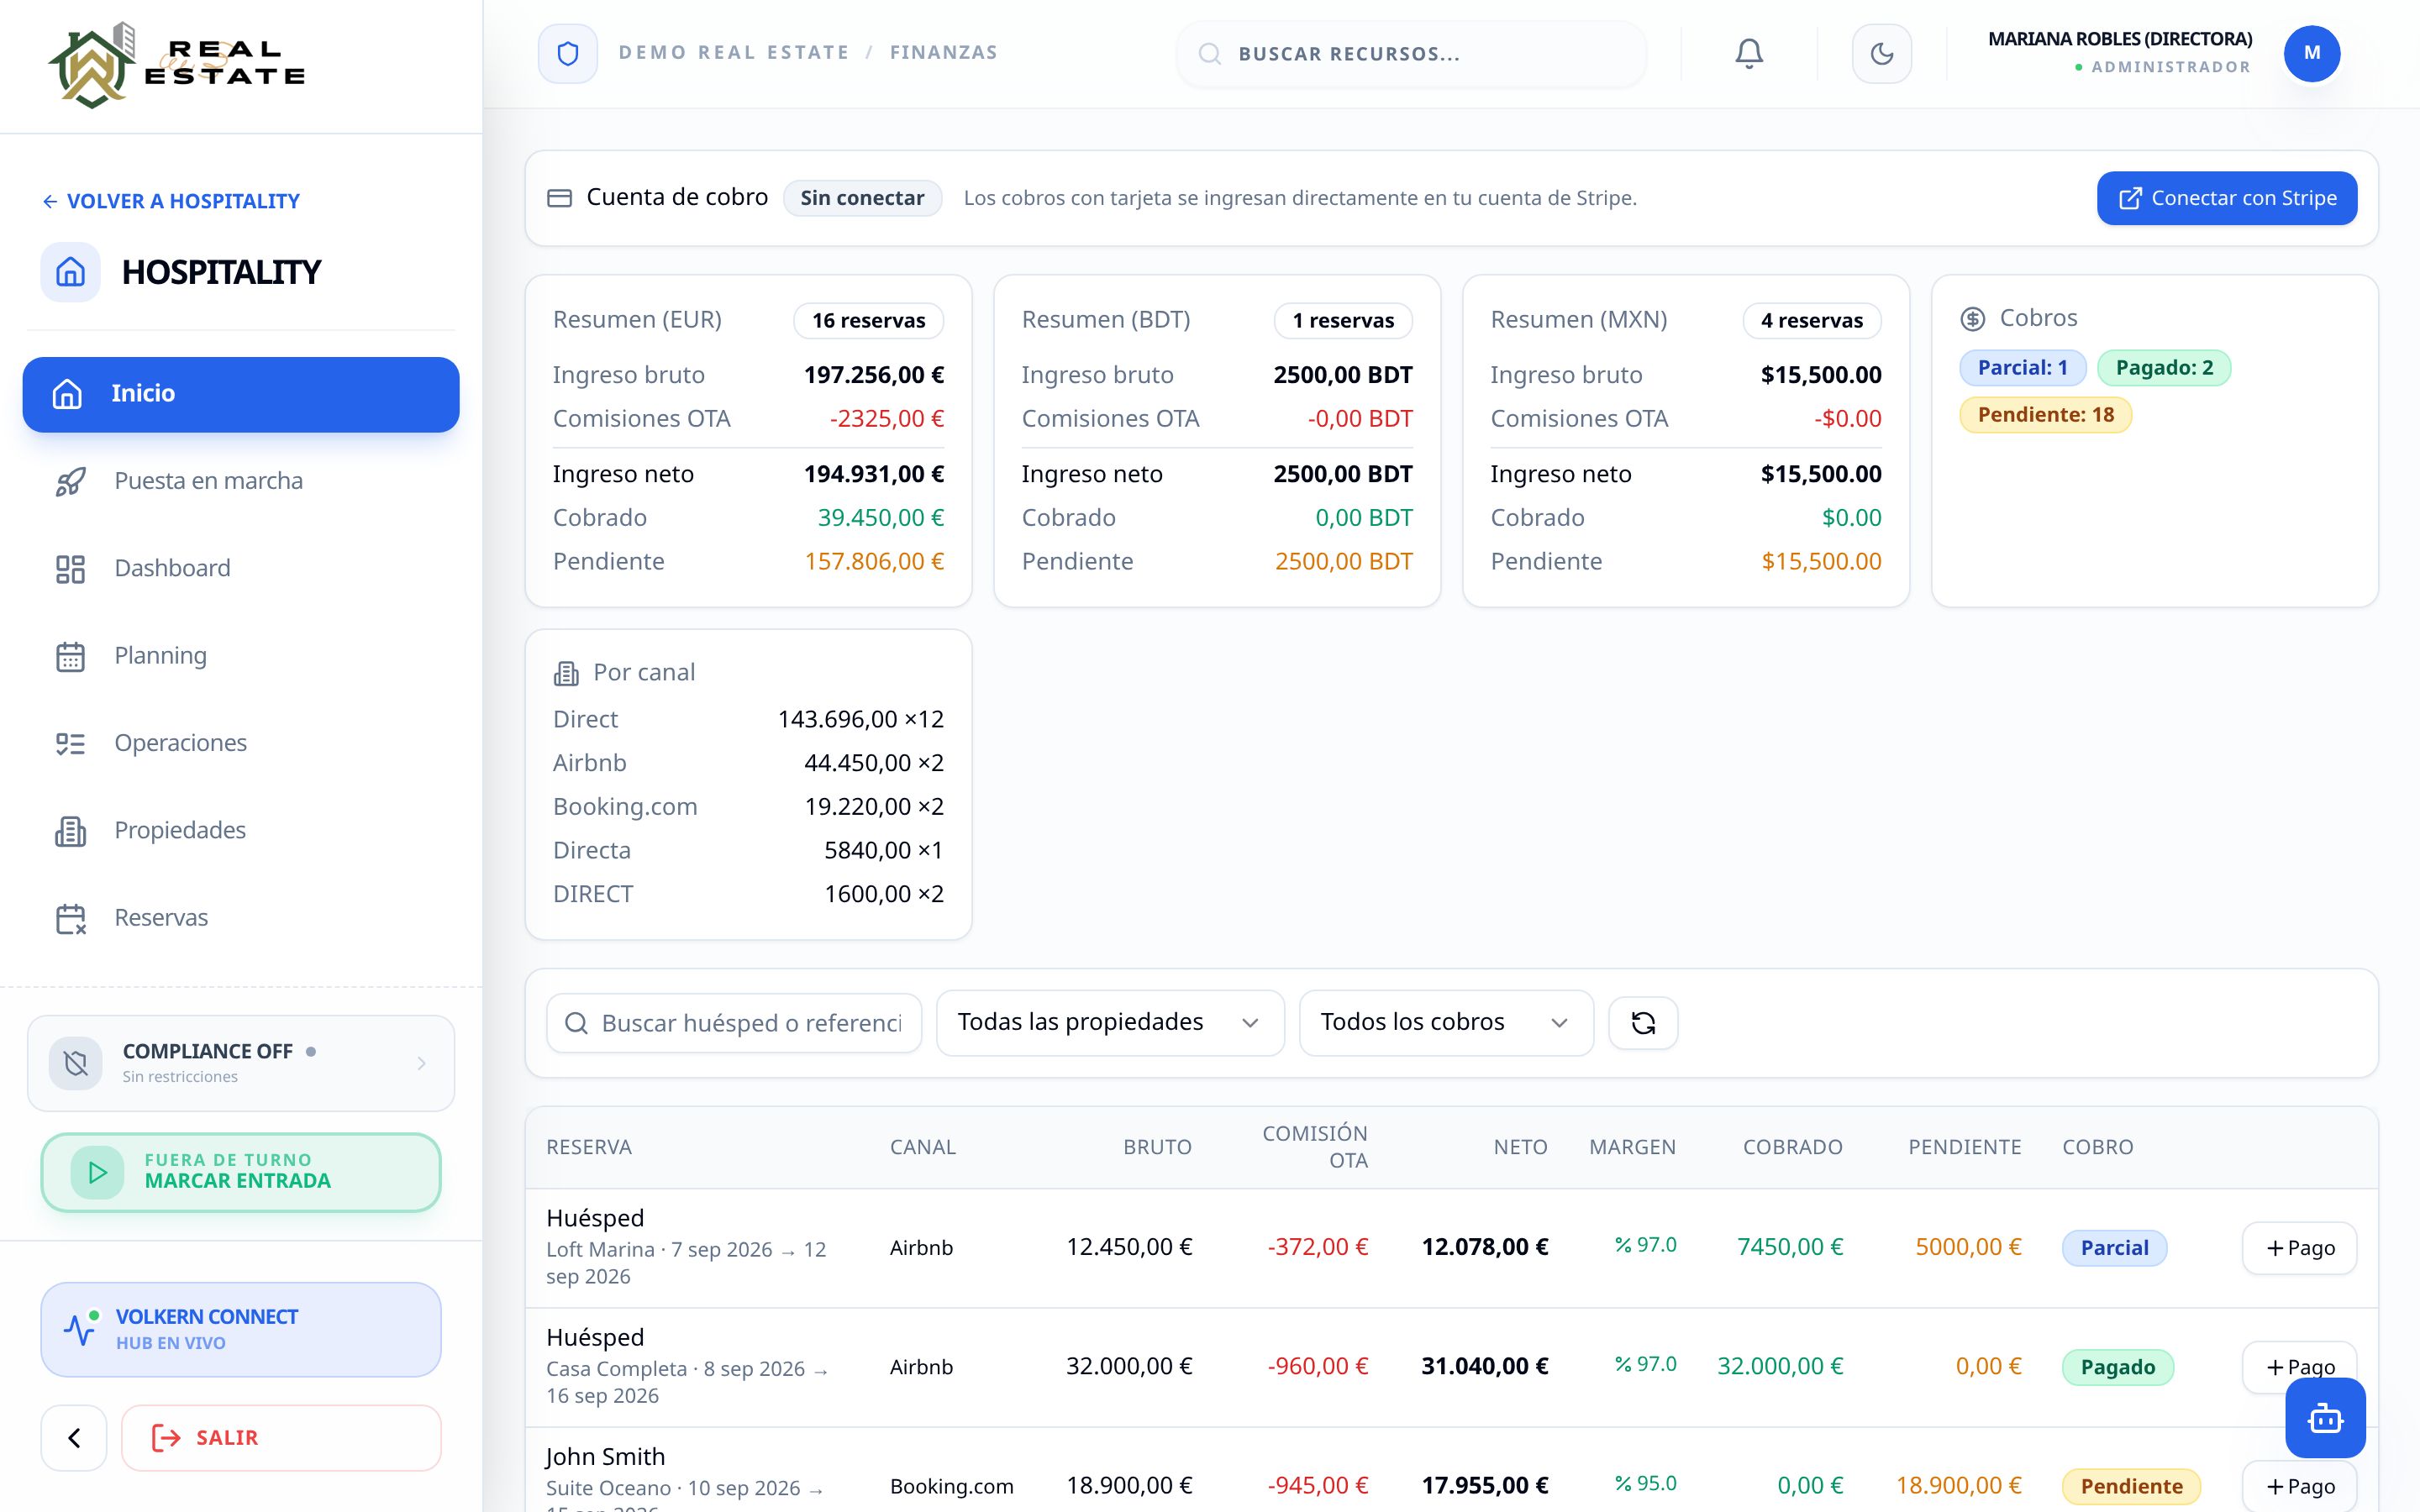 REAL
ESTATE
DEMO REAL ESTATE / FINANZAS
BUSCAR RECURSOS...
MARIANA ROBLES (DIRECTORA)
ADMINISTRADOR
M
← VOLVER A HOSPITALITY
HOSPITALITY
Inicio
Puesta en marcha
Dashboard
Planning
Operaciones
Propiedades
Reservas
COMPLIANCE OFF
Sin restricciones
FUERA DE TURNO
MARCAR ENTRADA
VOLKERN CONNECT
HUB EN VIVO
SALIR
Cuenta de cobro Sin conectar Los cobros con tarjeta se ingresan directamente en tu cuenta de Stripe. Conectar con Stripe
Resumen (EUR) 16 reservas
Ingreso bruto 197.256,00 €
Comisiones OTA -2325,00 €
Ingreso neto 194.931,00 €
Cobrado 39.450,00 €
Pendiente 157.806,00 €
Resumen (BDT) 1 reservas
Ingreso bruto 2500,00 BDT
Comisiones OTA -0,00 BDT
Ingreso neto 2500,00 BDT
Cobrado 0,00 BDT
Pendiente 2500,00 BDT
Resumen (MXN) 4 reservas
Ingreso bruto $15,500.00
Comisiones OTA -$0.00
Ingreso neto $15,500.00
Cobrado $0.00
Pendiente $15,500.00
Cobros
Parcial: 1 Pagado: 2
Pendiente: 18
Por canal
Direct 143.696,00 ×12
Airbnb 44.450,00 ×2
Booking.com 19.220,00 ×2
Directa 5840,00 ×1
DIRECT 1600,00 ×2
Buscar huésped o referenci Todas las propiedades Todos los cobros
RESERVA CANAL BRUTO COMISIÓN OTA NETO MARGEN COBRADO PENDIENTE COBRO
Huésped
Loft Marina · 7 sep 2026 → 12
sep 2026
Airbnb 12.450,00 € -372,00 € 12.078,00 € % 97.0 7450,00 € 5000,00 € Parcial +Pago
Huésped
Casa Completa · 8 sep 2026 →
16 sep 2026
Airbnb 32.000,00 € -960,00 € 31.040,00 € % 97.0 32.000,00 € 0,00 € Pagado +Pago
John Smith
Suite Oceano · 10 sep 2026 →
15 sep 2026
Booking.com 18.900,00 € -945,00 € 17.955,00 € % 95.0 0,00 € 18.900,00 € Pendiente +Pago